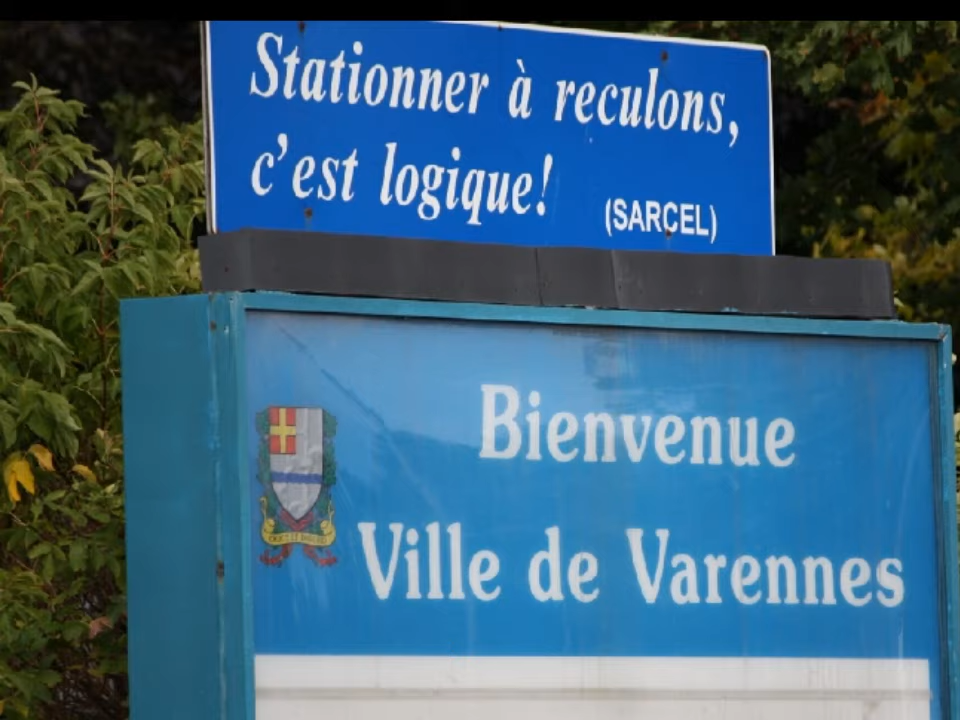 Stationner à reculons,
c'est logique!
(SARCEL)
Bienvenue
Ville de Varennes